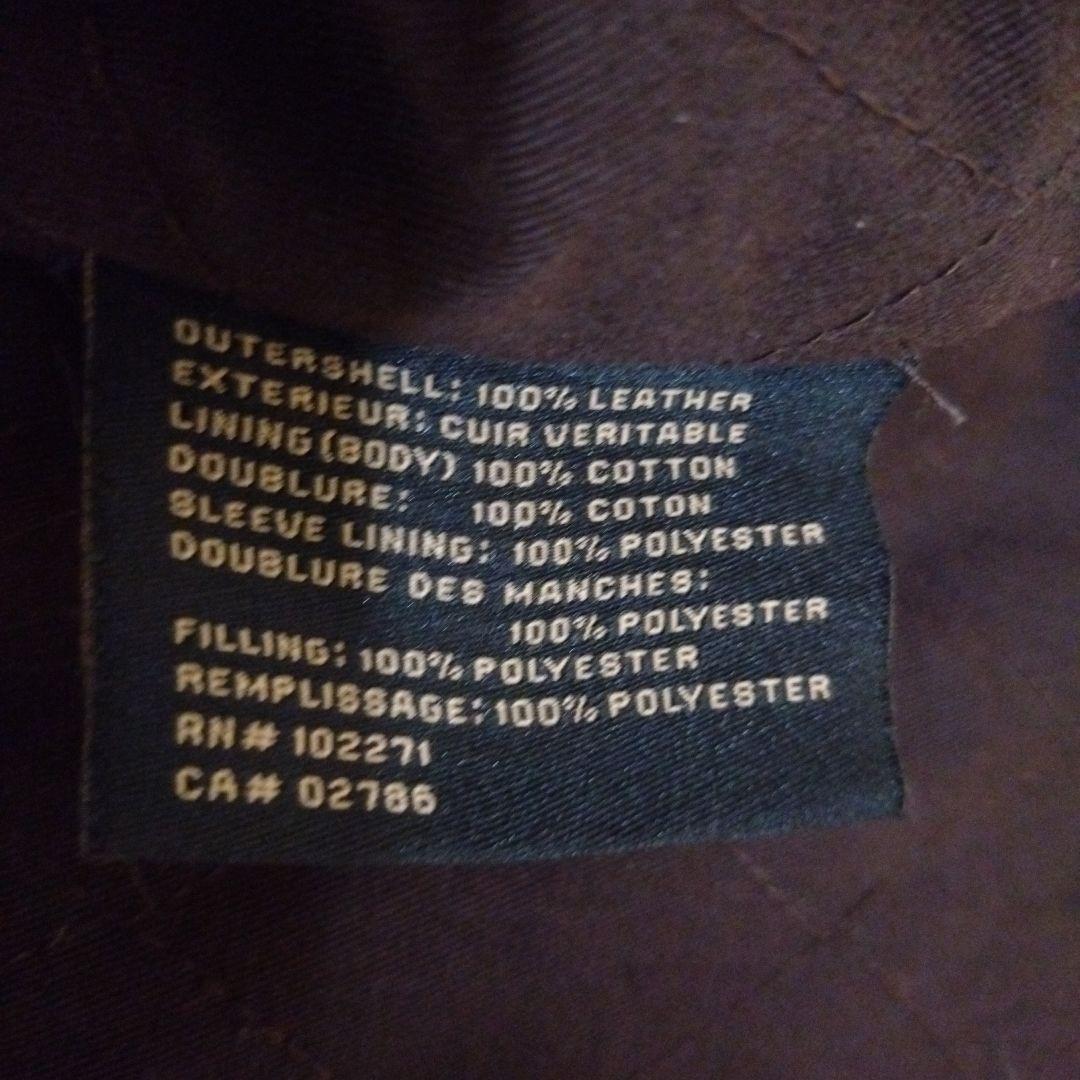 OUTERSHELL: 100% LEATHER
EXTERIEUR: CUIR VERITABLE
LINING (BODY) 100% COTTON
DOUBLURE: 100% COTON
SLEEVE LINING: 100% POLYESTER
DOUBLURE DES MANCHES:
100% POLYESTER
FILLING: 100% POLYESTER
REMPLISSAGE: 100% POLYESTER
RN# 102271
CA# 02786